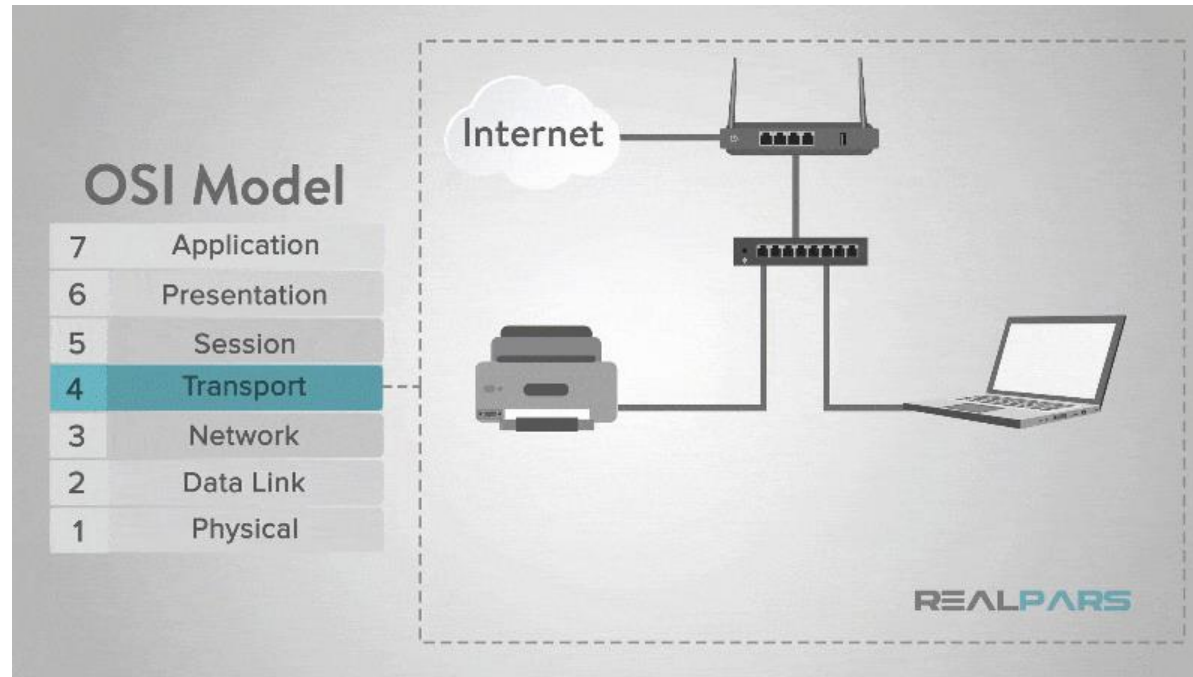 OSI Model
7 Application
6 Presentation
5 Session
4 Transport
3 Network
2 Data Link
1 Physical
Internet
REALPARS